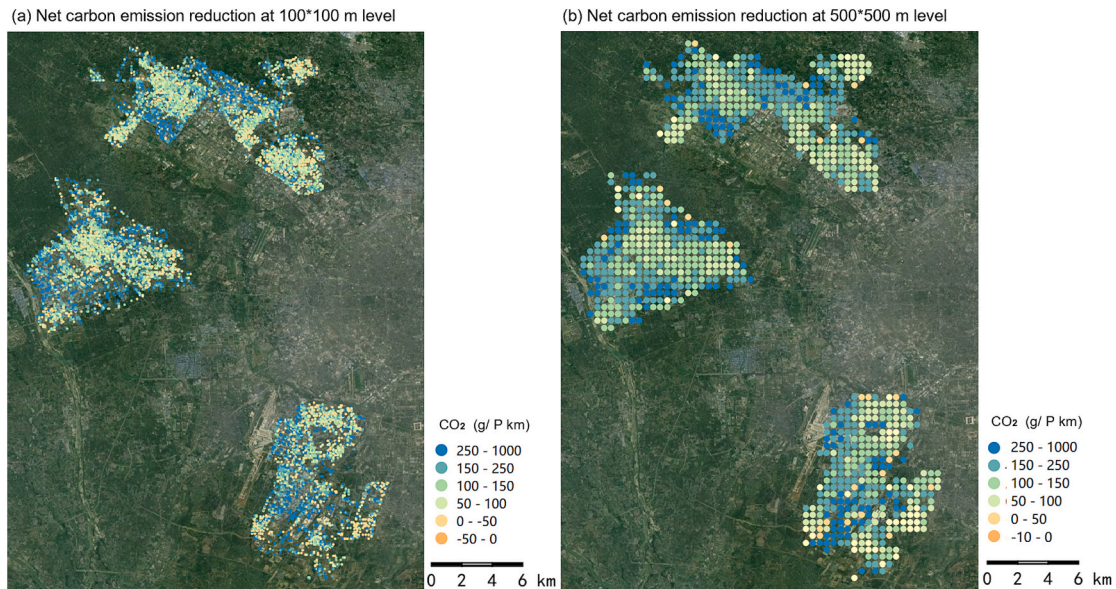 (a) Net carbon emission reduction at 100*100 m level
(b) Net carbon emission reduction at 500*500 m level
CO₂ (g/ P km)
250 - 1000
150 - 250
100 - 150
50 - 100
0 - -50
-50 - 0
0 2 4 6 km
CO₂ (g/ P km)
250 - 1000
150 - 250
100 - 150
50 - 100
0 - 50
-10 - 0
0 2 4 6 km